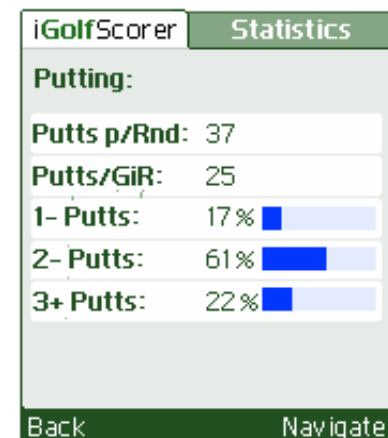 iGolfScorer Statistics
Putting:
Putts p/Rnd: 37
Putts/GiR: 25
1- Putts: 17%
2- Putts: 61%
3+ Putts: 22%
Back Navigate